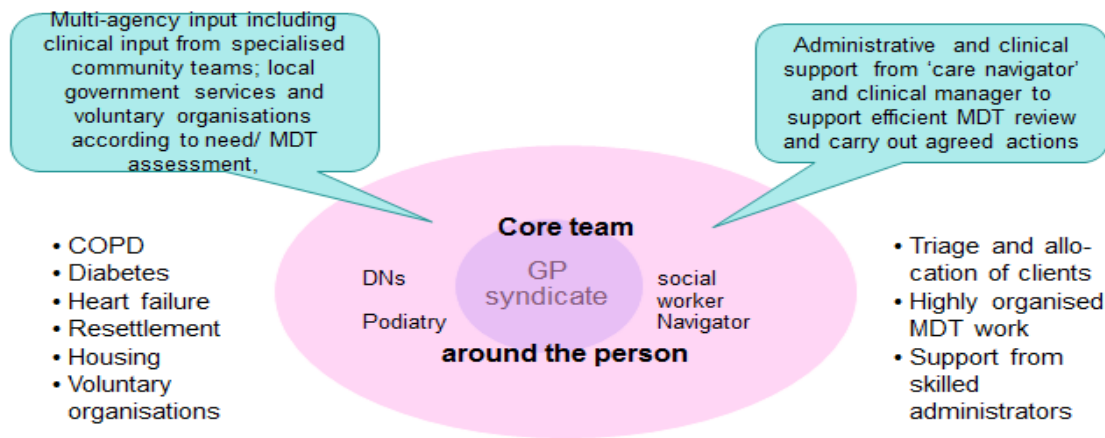 Multi-agency input including
clinical input from specialised
community teams; local
government services and
voluntary organisations
according to need/ MDT
assessment,
Administrative and clinical
support from ‘care navigator’
and clinical manager to
support efficient MDT review
and carry out agreed actions
• COPD
• Diabetes
• Heart failure
• Resettlement
• Housing
• Voluntary
organisations
Core team
GP
syndicate
DNs
Podiatry
social
worker
Navigator
around the person
• Triage and allo-
cation of clients
• Highly organised
MDT work
• Support from
skilled
administrators